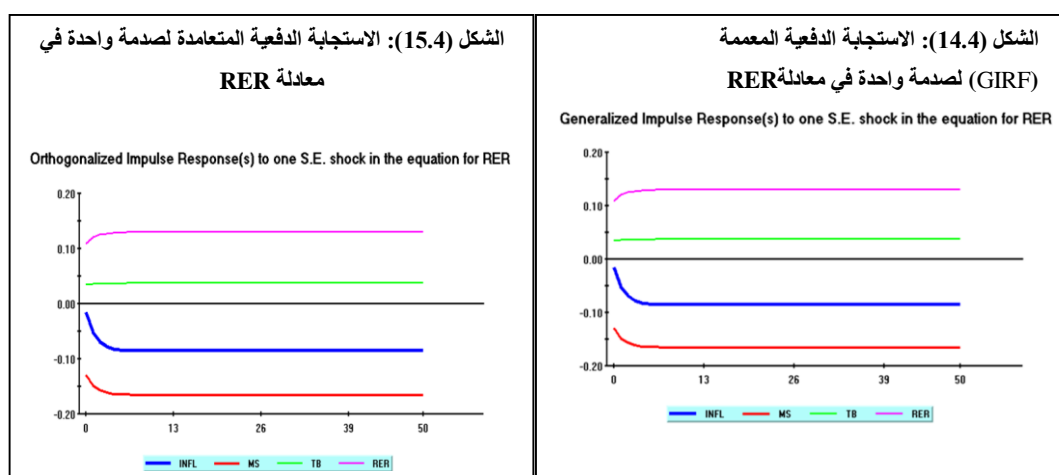 الشكل (14.4): الاستجابة الدفعية المعممة
(GIRF) لصدمة واحدة في معادلةRER
Generalized Impulse Response(s) to one S.E. shock in the equation for RER
0.20
0.10
0.00
-0.10
-0.20
0 13 26 39 50
INFL MS TB RER
الشكل (15.4): الاستجابة الدفعية المتعامدة لصدمة واحدة في
معادلة RER
Orthogonalized Impulse Response(s) to one S.E. shock in the equation for RER
0.20
0.10
0.00
-0.10
-0.20
0 13 26 39 50
INFL MS TB RER